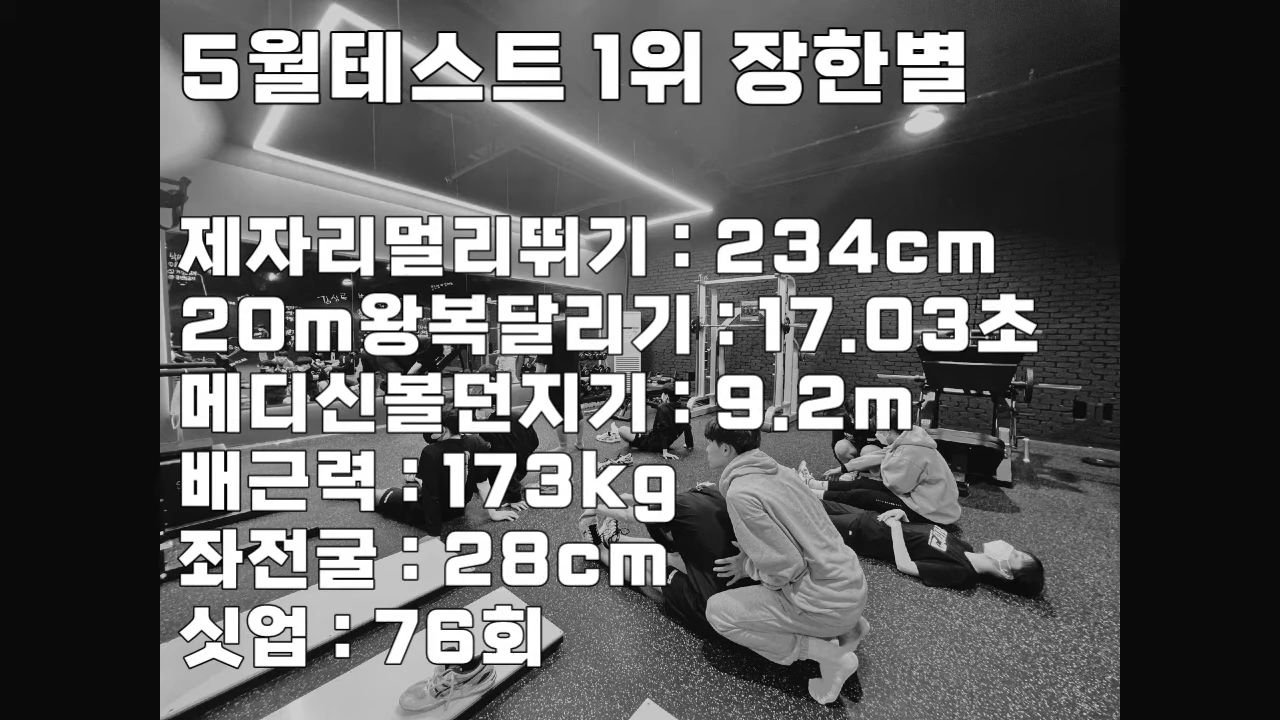 5월테스트 1위 장한별
제자리멀리뛰기 : 234cm
20m왕복달리기 : 17.03초
메디신볼던지기 : 9.2m
배근력 : 173kg
좌전굴 : 28cm
싯업 : 76회